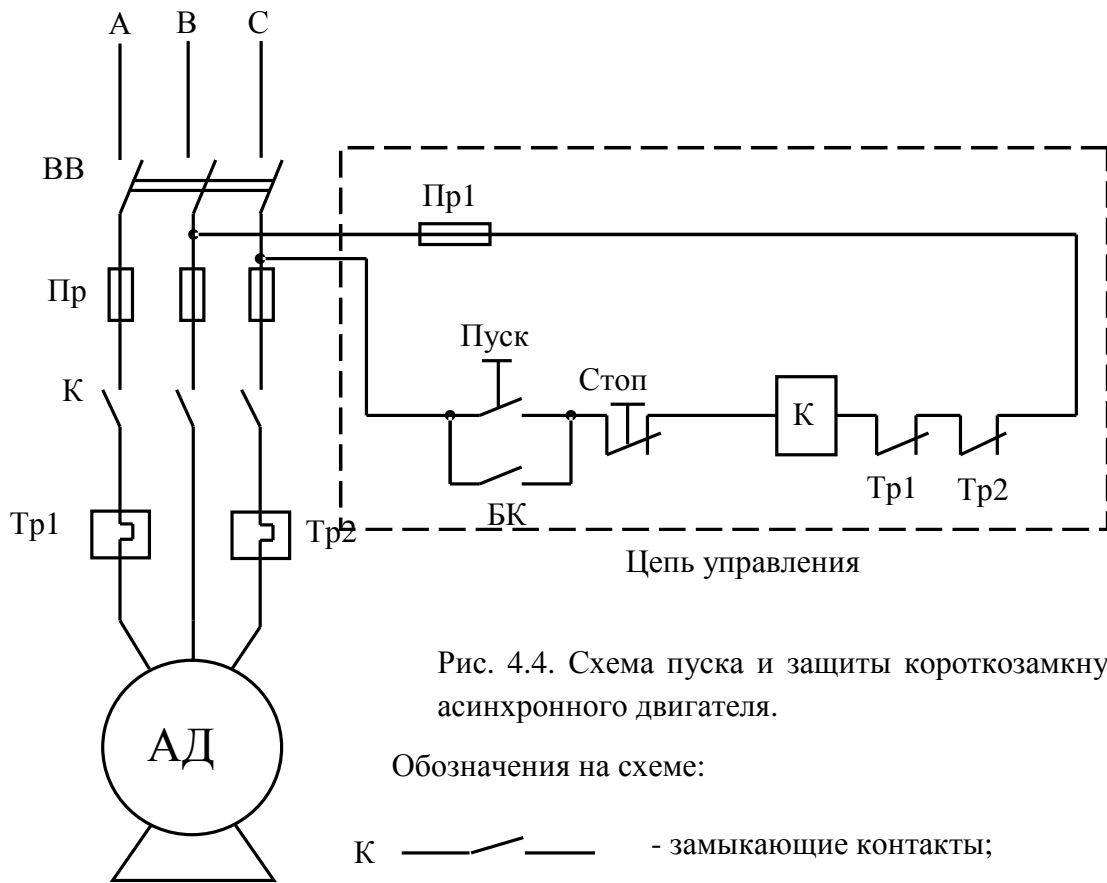 А В С
ВВ
Пр1
Пр
Пуск
К
Стоп
К
Тр1
Тр2
Тр1
Тр2
БК
Цепь управления
Рис. 4.4. Схема пуска и защиты короткозамкну
асинхронного двигателя.
АД
Обозначения на схеме:
К - замыкающие контакты;